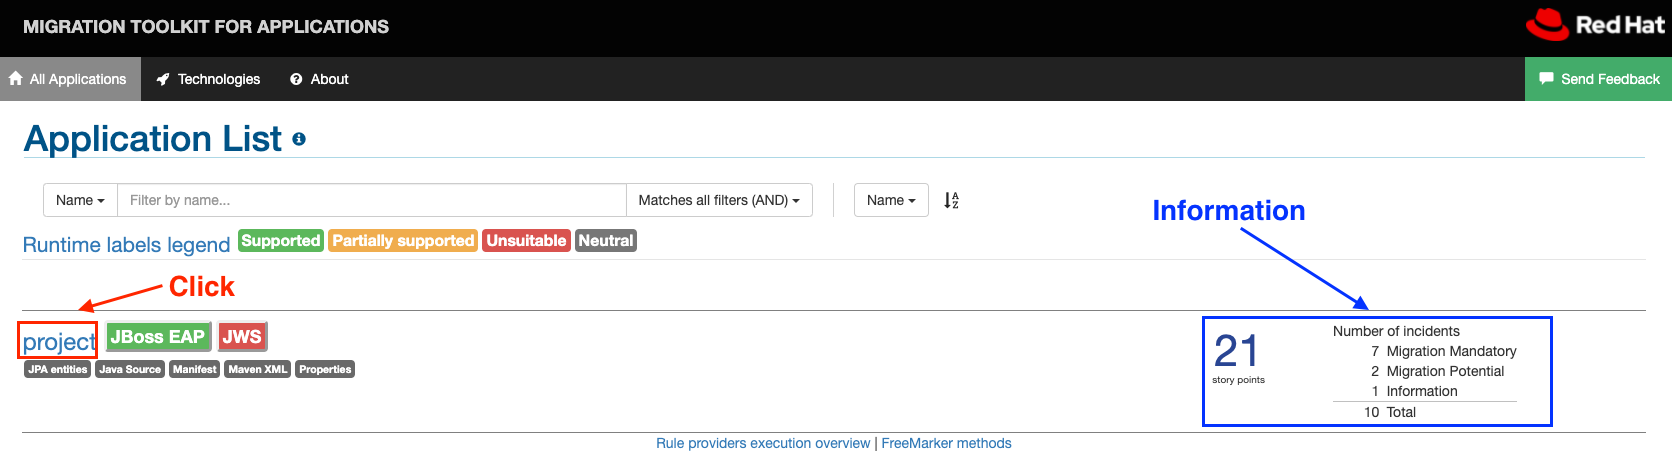 MIGRATION TOOLKIT FOR APPLICATIONS
Red Hat
All Applications Technologies About Send Feedback
Application List
Name Filter by name... Matches all filters (AND) Name
Information
Runtime labels legend Supported Partially supported Unsuitable Neutral
Click
project JBoss EAP JWS
JPA entities Java Source Manifest Maven XML Properties
21
story points
Number of incidents
7 Migration Mandatory
2 Migration Potential
1 Information
10 Total
Rule providers execution overview | FreeMarker methods